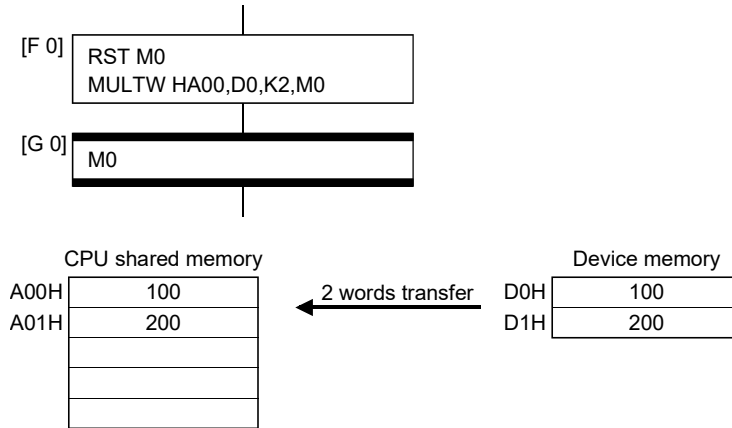 [F 0]
RST M0
MULTW HA00,D0,K2,M0
[G 0]
M0
CPU shared memory
Device memory
A00H 100
2 words transfer
D0H 100
A01H 200
D1H 200